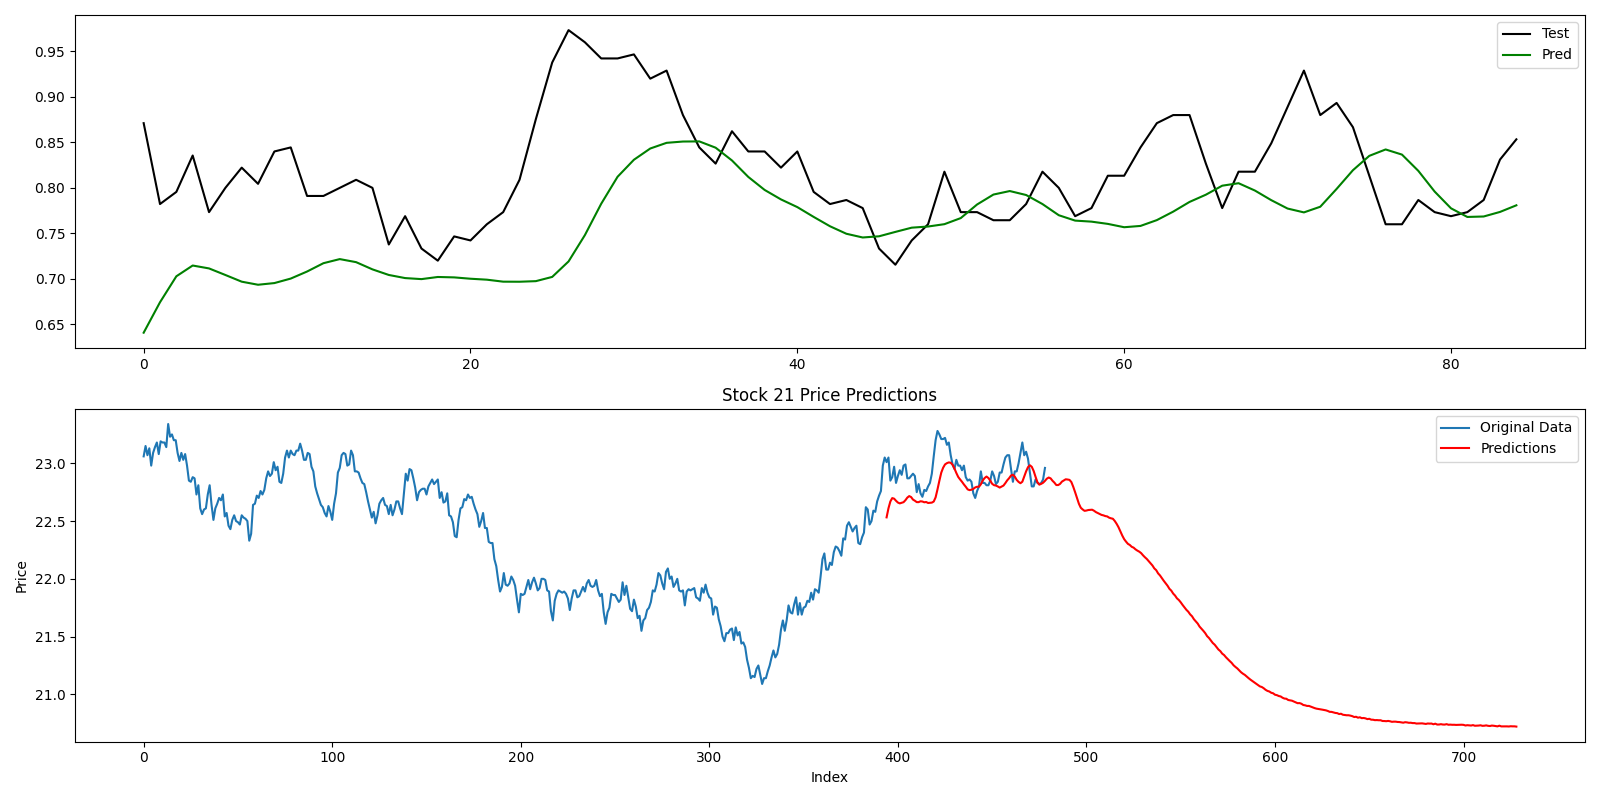 0.95
0.90
0.85
0.80
0.75
0.70
0.65
Test
Pred
0 20 40 60 80
Stock 21 Price Predictions
Price
23.0
22.5
22.0
21.5
21.0
Original Data
Predictions
0 100 200 300 400 500 600 700
Index